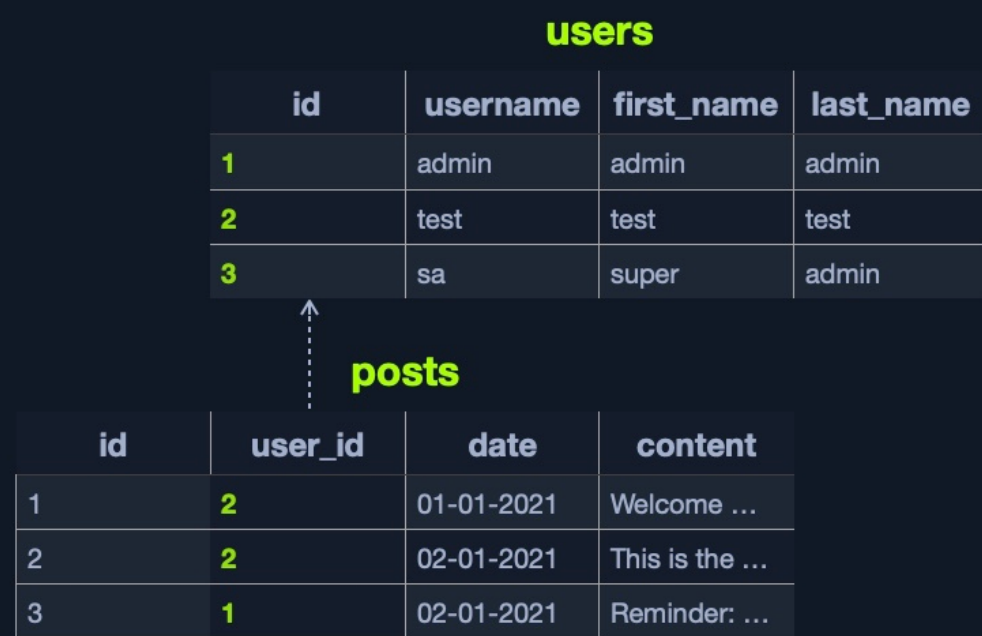 users
id username first_name last_name
1 admin admin admin
2 test test test
3 sa super admin
posts
id user_id date content
1 2 01-01-2021 Welcome ...
2 2 02-01-2021 This is the ...
3 1 02-01-2021 Reminder: ...